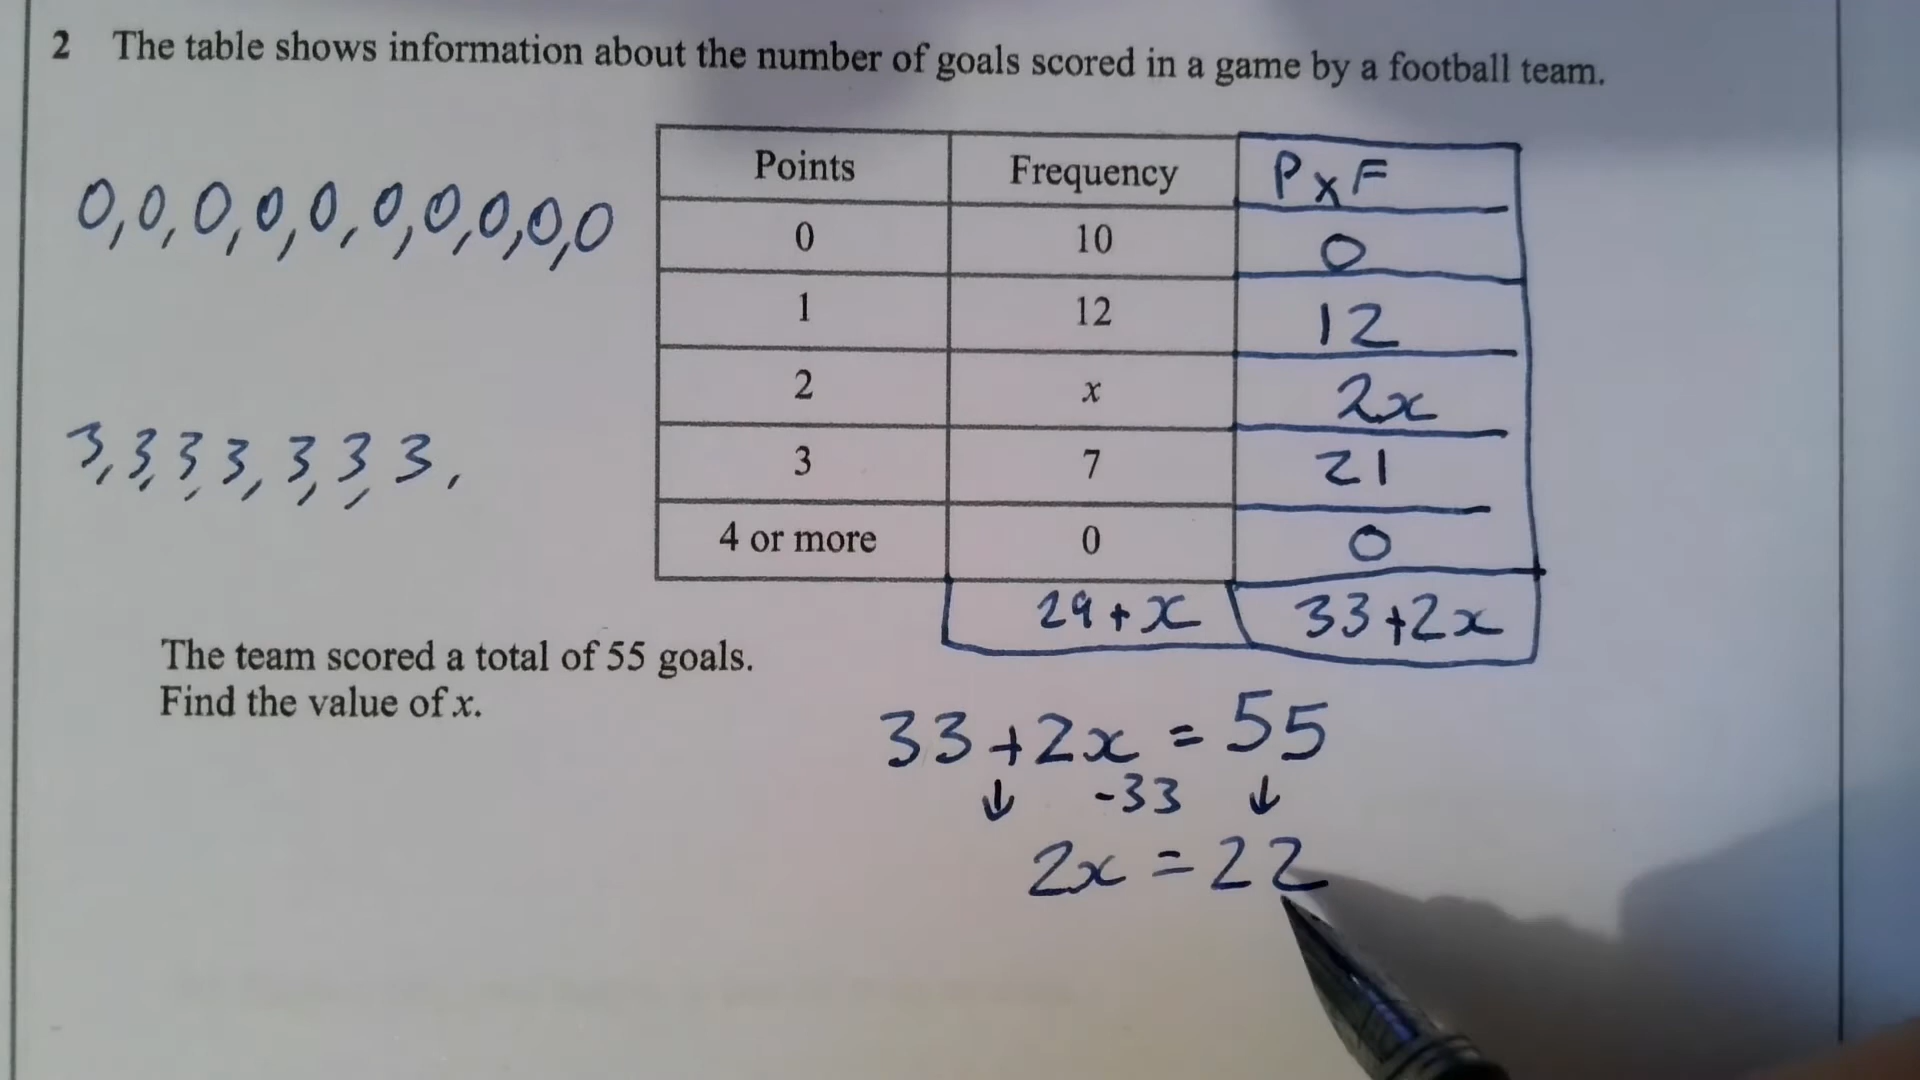 2 The table shows information about the number of goals scored in a game by a football team.
0,0,0,0,0,0,0,0,0,0
Points Frequency P x F
0 10 0
1 12 12
2 x 2x
3 7 21
4 or more 0 0
29 + x 33 + 2x
3,3,3,3,3,3,3,
The team scored a total of 55 goals.
Find the value of x.
33 + 2x = 55
↓ -33 ↓
2x = 22